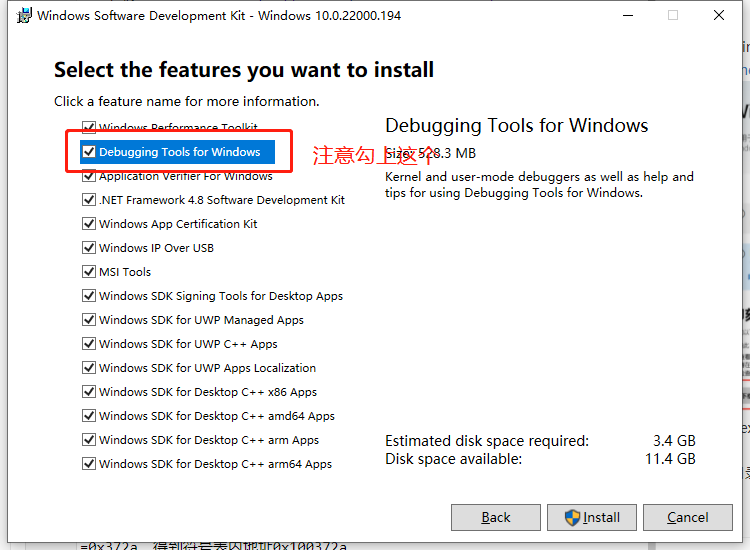 Windows Software Development Kit - Windows 10.0.22000.194
Select the features you want to install
Click a feature name for more information.
Windows Performance Toolkit
Debugging Tools for Windows
Application Verifier For Windows
.NET Framework 4.8 Software Development Kit
Windows App Certification Kit
Windows IP Over USB
MSI Tools
Windows SDK Signing Tools for Desktop Apps
Windows SDK for UWP Managed Apps
Windows SDK for UWP C++ Apps
Windows SDK for UWP Apps Localization
Windows SDK for Desktop C++ x86 Apps
Windows SDK for Desktop C++ amd64 Apps
Windows SDK for Desktop C++ arm Apps
Windows SDK for Desktop C++ arm64 Apps
注意勾上这个
Debugging Tools for Windows
Size: 528.3 MB
Kernel and user-mode debuggers as well as help and
tips for using Debugging Tools for Windows.
Estimated disk space required: 3.4 GB
Disk space available: 11.4 GB
Back Install Cancel
=0x372a，得到符号表内地址0x100372a